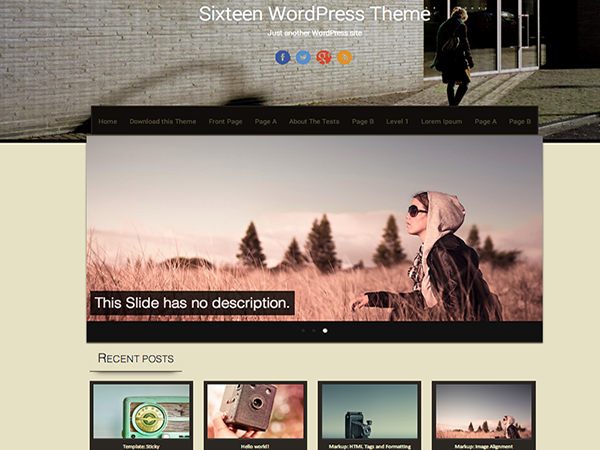 Sixteen WordPress Theme
Just another WordPress site
Home Download this Theme Front Page Page A About The Tests Page B Level 1 Lorem Ipsum Page A Page B
This Slide has no description.
RECENT POSTS
Template: Sticky Hello world! Markup: HTML Tags and Formatting Markup: Image Alignment